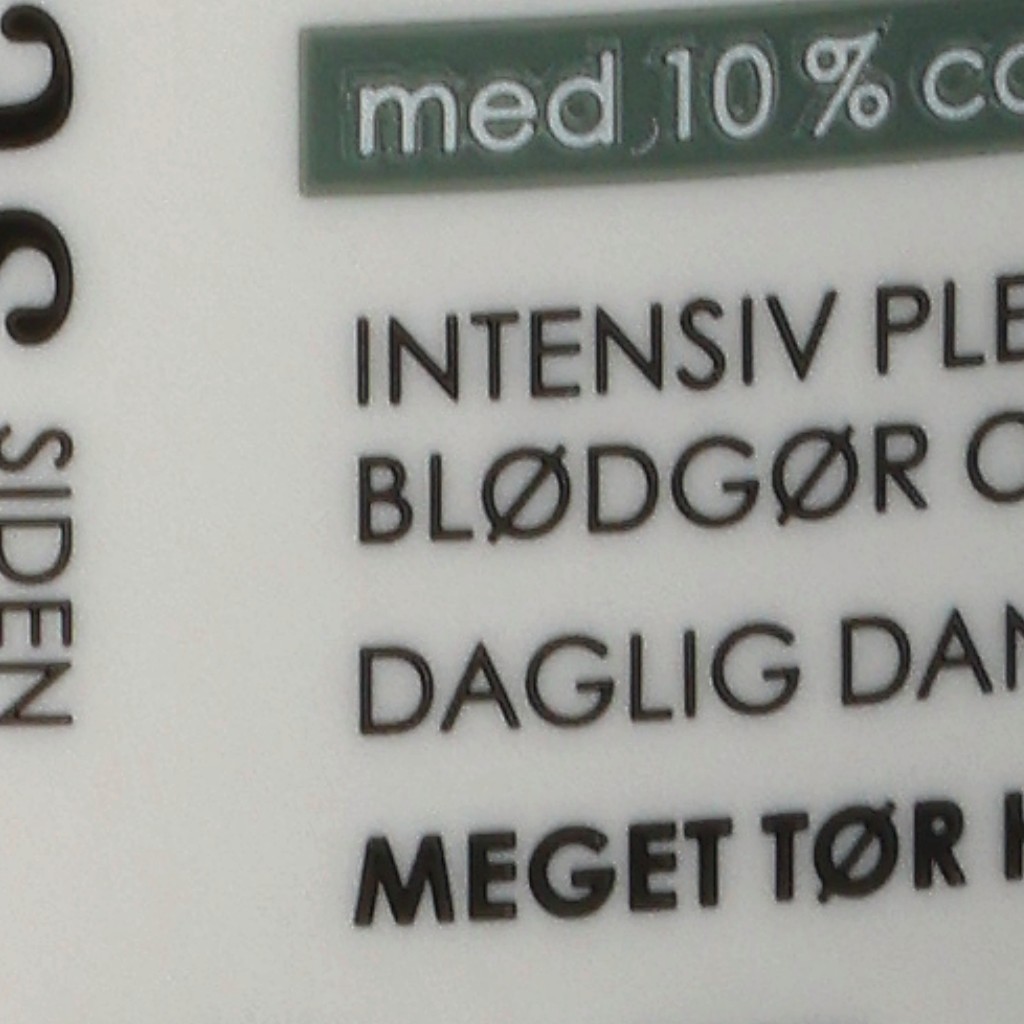 med 10 %
INTENSIV
BLØDGØR
DAGLIG
MEGET TØR
SIDEN